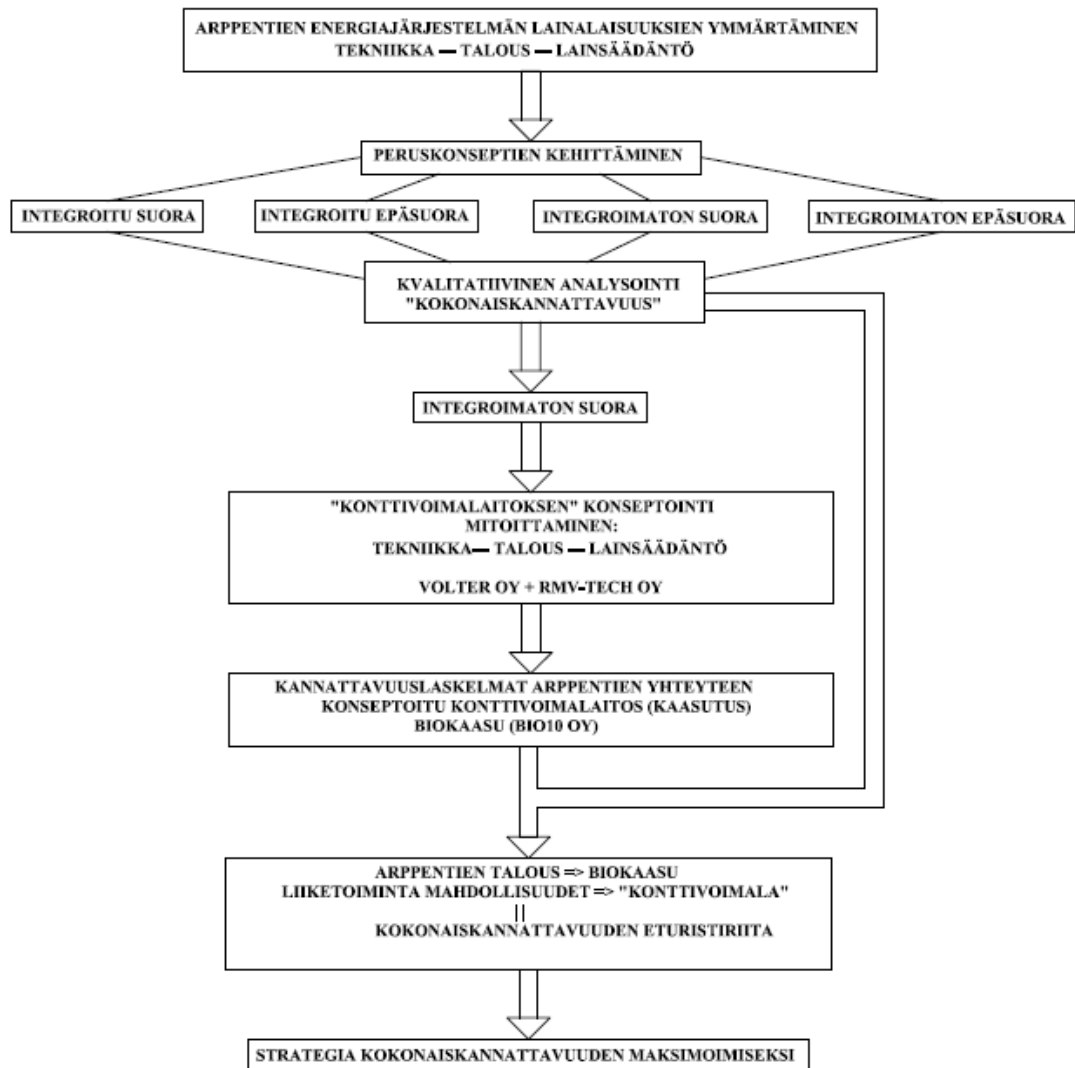 ARPPENTIEN ENERGIAJÄRJESTELMÄN LAINALAISUUKSIEN YMMÄRTÄMINEN
TEKNIIKKA — TALOUS — LAINSÄÄDÄNTÖ
PERUSKONSEPTIEN KEHITTÄMINEN
INTEGROITU SUORA
INTEGROITU EPÄSUORA
INTEGROIMATON SUORA
INTEGROIMATON EPÄSUORA
KVALITATIIVINEN ANALYSOINTI
"KOKONAISKANNATTAVUUS"
INTEGROIMATON SUORA
"KONTTIVOIMALAITOKSEN" KONSEPTOINTI
MITOITTAMINEN:
TEKNIIKKA — TALOUS — LAINSÄÄDÄNTÖ
VOLTER OY + RMV-TECH OY
KANNATTAVUUSLASKELMAT ARPPENTIEN YHTEYTEEN
KONSEPTOITU KONTTIVOIMALAITOS (KAASUTUS)
BIOKAASU (BIO10 OY)
ARPPENTIEN TALOUS => BIOKAASU
LIIKETOIMINTA MAHDOLLISUUDET => "KONTTIVOIMALA"
||
KOKONAISKANNATTAVUUDEN ETURISTIRIITA
STRATEGIA KOKONAISKANNATTAVUUDEN MAKSIMOIMISEKSI